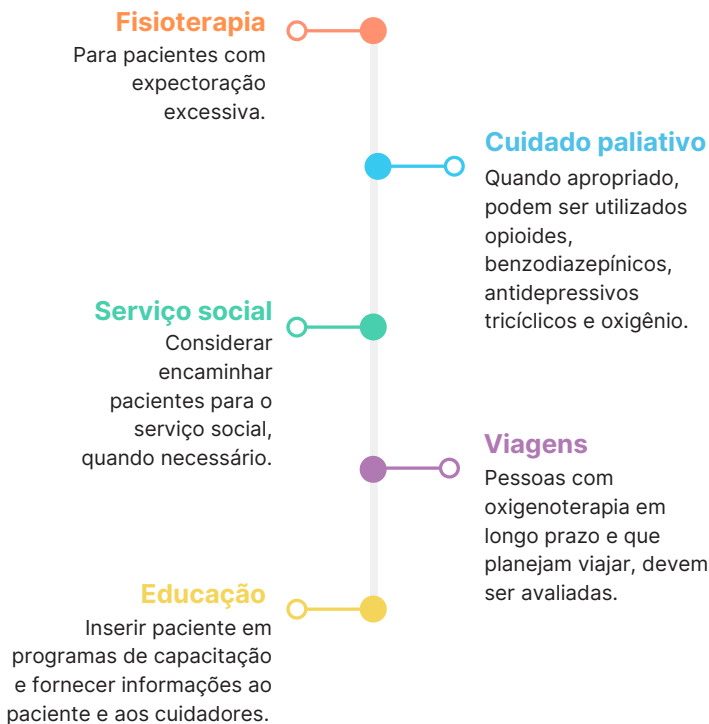 Fisioterapia
Para pacientes com
expectoração
excessiva.
Cuidado paliativo
Quando apropriado,
podem ser utilizados
opioides,
benzodiazepínicos,
antidepressivos
tricíclicos e oxigênio.
Serviço social
Considerar
encaminhar
pacientes para o
serviço social,
quando necessário.
Viagens
Pessoas com
oxigenoterapia em
longo prazo e que
planejam viajar, devem
ser avaliadas.
Educação
Inserir paciente em
programas de capacitação
e fornecer informações ao
paciente e aos cuidadores.